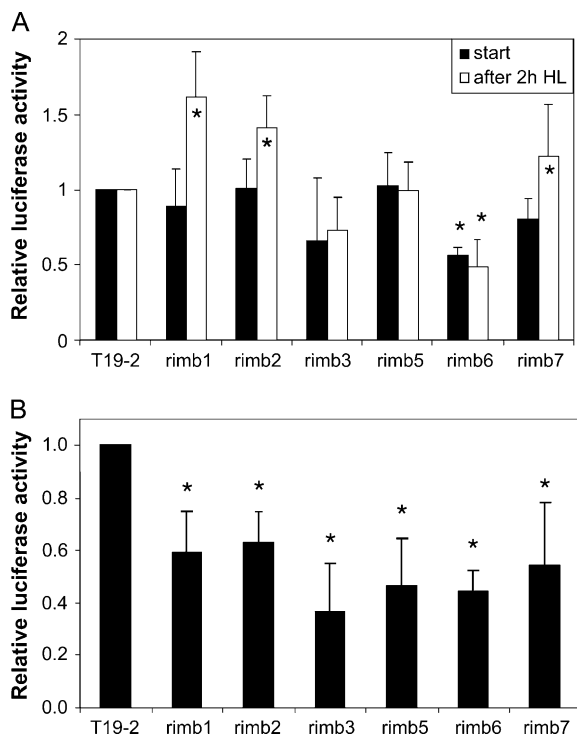 A
Relative luciferase activity
2
1.5
1
0.5
0
start
after 2h HL
*
*
*
*
*
T19-2 rimb1 rimb2 rimb3 rimb5 rimb6 rimb7
B
Relative luciferase activity
1.0
0.8
0.6
0.4
0.2
0.0
*
*
*
*
*
*
T19-2 rimb1 rimb2 rimb3 rimb5 rimb6 rimb7